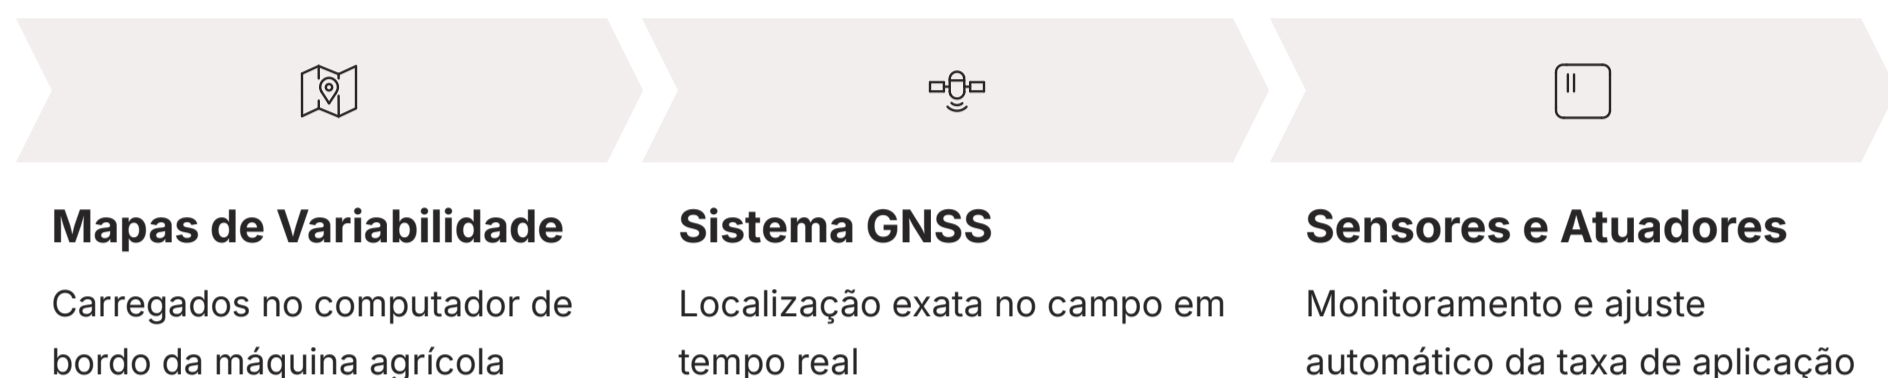 Mapas de Variabilidade
Carregados no computador de
bordo da máquina agrícola
Sistema GNSS
Localização exata no campo em
tempo real
Sensores e Atuadores
Monitoramento e ajuste
automático da taxa de aplicação